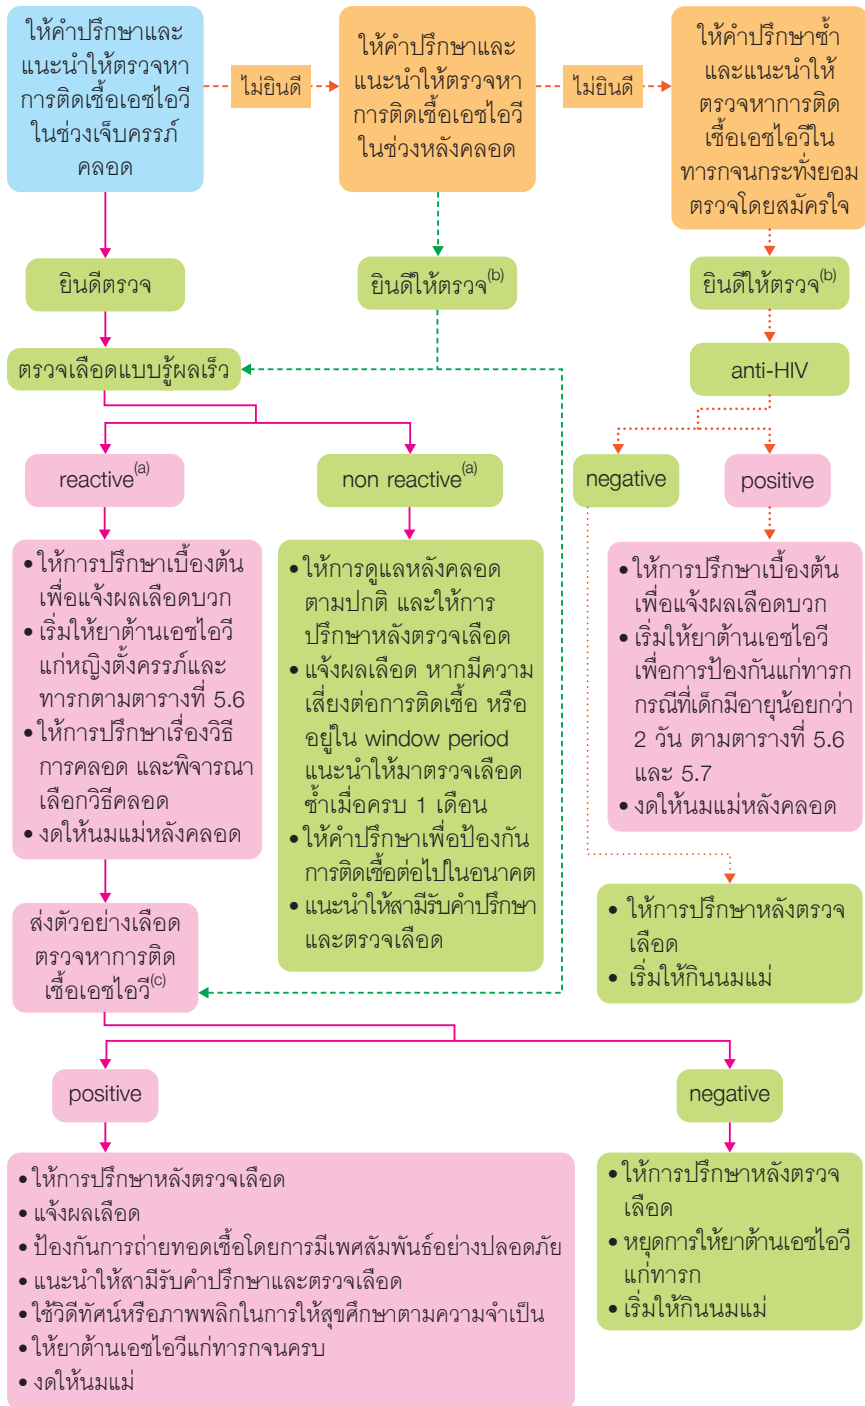 ให้คำปรึกษาและ
แนะนำให้ตรวจหา
การติดเชื้อเอชไอวี
ในช่วงเจ็บครรภ์
คลอด
ไม่ยินดี
ให้คำปรึกษาและ
แนะนำให้ตรวจหา
การติดเชื้อเอชไอวี
ในช่วงหลังคลอด
ไม่ยินดี
ให้คำปรึกษาซ้ำ
และแนะนำให้
ตรวจหาการติด
เชื้อเอชไอวีใน
ทารกจนกระทั่งยอม
ตรวจโดยสมัครใจ
ยินดีตรวจ
ยินดีให้ตรวจ(b)
ยินดีให้ตรวจ(b)
ตรวจเลือดแบบรู้ผลเร็ว
anti-HIV
reactive(a)
non reactive(a)
negative
positive
• ให้การปรึกษาเบื้องต้น
เพื่อแจ้งผลเลือดบวก
• เริ่มให้ยาต้านเอชไอวี
แก่หญิงตั้งครรภ์และ
ทารกตามตารางที่ 5.6
• ให้การปรึกษาเรื่องวิธี
การคลอด และพิจารณา
เลือกวิธีคลอด
• งดให้นมแม่หลังคลอด
• ให้การดูแลหลังคลอด
ตามปกติ และให้การ
ปรึกษาหลังตรวจเลือด
• แจ้งผลเลือด หากมีความ
เสี่ยงต่อการติดเชื้อ หรือ
อยู่ใน window period
แนะนำให้มาตรวจเลือด
ซ้ำเมื่อครบ 1 เดือน
• ให้คำปรึกษาเพื่อป้องกัน
การติดเชื้อต่อไปในอนาคต
• แนะนำให้สามีรับคำปรึกษา
และตรวจเลือด
• ให้การปรึกษาเบื้องต้น
เพื่อแจ้งผลเลือดบวก
• เริ่มให้ยาต้านเอชไอวี
เพื่อการป้องกันแก่ทารก
กรณีที่เด็กมีอายุน้อยกว่า
2 วัน ตามตารางที่ 5.6
และ 5.7
• งดให้นมแม่หลังคลอด
• ให้การปรึกษาหลังตรวจ
เลือด
• เริ่มให้กินนมแม่
ส่งตัวอย่างเลือด
ตรวจหาการติด
เชื้อเอชไอวี(c)
positive
negative
• ให้การปรึกษาหลังตรวจเลือด
• แจ้งผลเลือด
• ป้องกันการถ่ายทอดเชื้อโดยการมีเพศสัมพันธ์อย่างปลอดภัย
• แนะนำให้สามีรับคำปรึกษาและตรวจเลือด
• ใช้วิดีทัศน์หรือภาพพลิกในการให้สุขศึกษาตามความจำเป็น
• ให้ยาต้านเอชไอวีแก่ทารกจนครบ
• งดให้นมแม่
• ให้การปรึกษาหลังตรวจ
เลือด
• หยุดการให้ยาต้านเอชไอวี
แก่ทารก
• เริ่มให้กินนมแม่